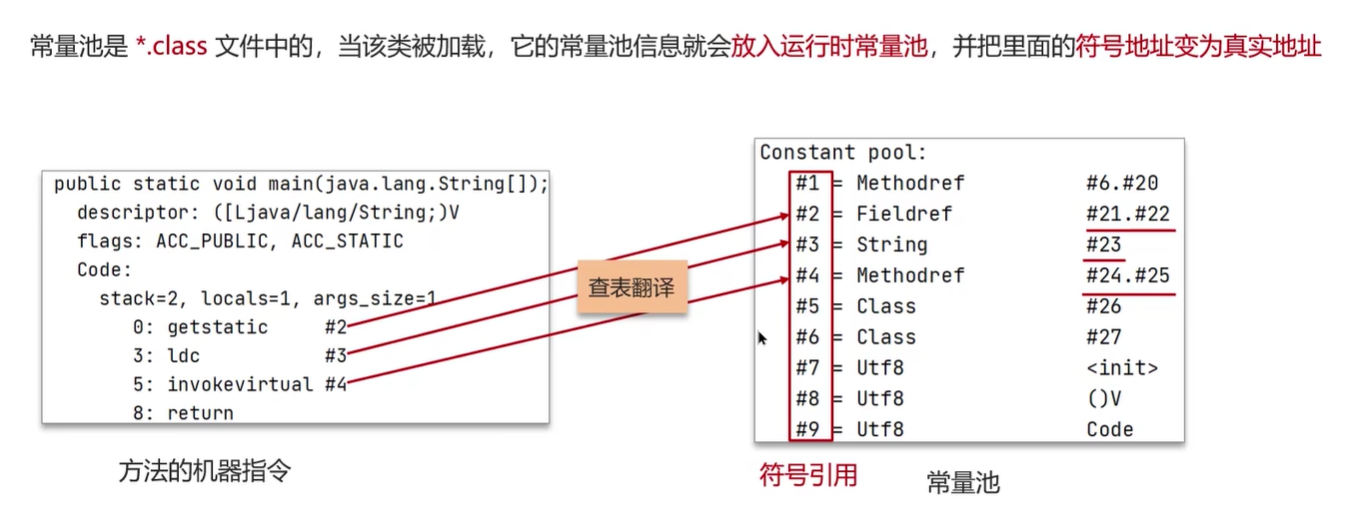 常量池是 *.class 文件中的，当该类被加载，它的常量池信息就会放入运行时常量池，并把里面的符号地址变为真实地址
public static void main(java.lang.String[]);
descriptor: ([Ljava/lang/String;)V
flags: ACC_PUBLIC, ACC_STATIC
Code:
stack=2, locals=1, args_size=1
0: getstatic #2
3: ldc #3
5: invokevirtual #4
8: return
方法的机器指令
查表翻译
Constant pool:
#1 = Methodref #6.#20
#2 = Fieldref #21.#22
#3 = String #23
#4 = Methodref #24.#25
#5 = Class #26
#6 = Class #27
#7 = Utf8 <init>
#8 = Utf8 ()V
#9 = Utf8 Code
符号引用
常量池